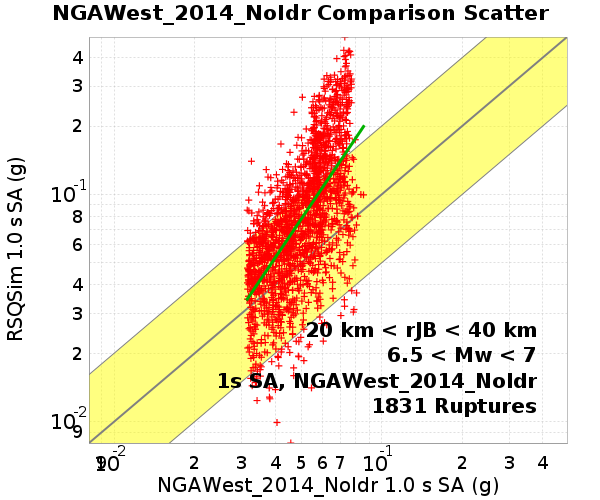 NGAWest_2014_NoIdr Comparison Scatter
4
3
2
10-1
8
6
4
3
2
10-2
9
RSQSim 1.0 s SA (g)
20 km < rJB < 40 km
6.5 < Mw < 7
1s SA, NGAWest_2014_NoIdr
1831 Ruptures
9 10-2 2 3 4 5 6 7 10-1 2 3 4
NGAWest_2014_NoIdr 1.0 s SA (g)